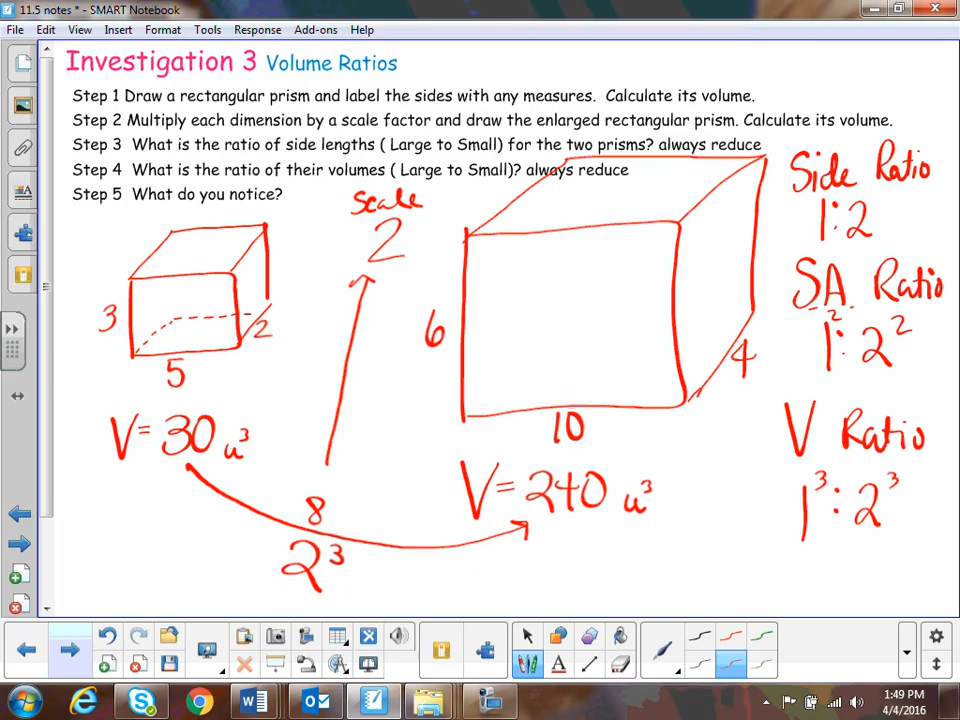 11.5 notes * - SMART Notebook
File Edit View Insert Format Tools Response Add-ons Help
Investigation 3 Volume Ratios
Step 1 Draw a rectangular prism and label the sides with any measures. Calculate its volume.
Step 2 Multiply each dimension by a scale factor and draw the enlarged rectangular prism. Calculate its volume.
Step 3 What is the ratio of side lengths ( Large to Small) for the two prisms? always reduce
Step 4 What is the ratio of their volumes ( Large to Small)? always reduce
Step 5 What do you notice?
scale
2
3
2
5
V= 30 u³
8
2³
6
4
10
V= 240 u³
Side Ratio
1:2
SA Ratio
1²: 2²
V Ratio
1³: 2³
1:49 PM
4/4/2016